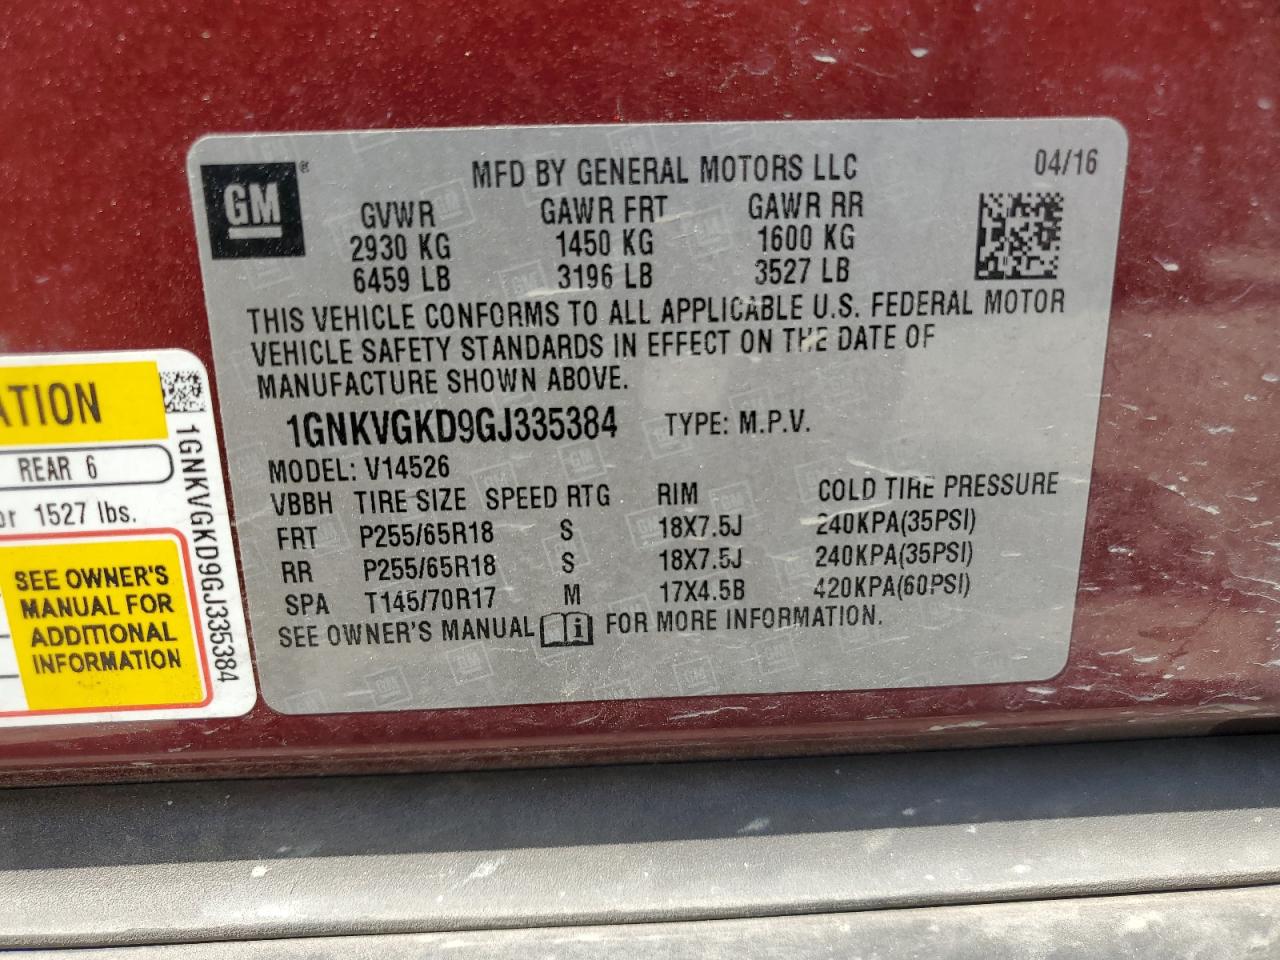 GM ®
MFD BY GENERAL MOTORS LLC
04/16
GVWR GAWR FRT GAWR RR
2930 KG 1450 KG 1600 KG
6459 LB 3196 LB 3527 LB
THIS VEHICLE CONFORMS TO ALL APPLICABLE U.S. FEDERAL MOTOR
VEHICLE SAFETY STANDARDS IN EFFECT ON THE DATE OF
MANUFACTURE SHOWN ABOVE.
1GNKVGKD9GJ335384 TYPE: M.P.V.
MODEL: V14526
VBBH TIRE SIZE SPEED RTG RIM COLD TIRE PRESSURE
FRT P255/65R18 S 18X7.5J 240KPA(35PSI)
RR P255/65R18 S 18X7.5J 240KPA(35PSI)
SPA T145/70R17 M 17X4.5B 420KPA(60PSI)
SEE OWNER'S MANUAL i FOR MORE INFORMATION.
ATION
REAR 6
or 1527 lbs.
SEE OWNER'S
MANUAL FOR
ADDITIONAL
INFORMATION
1GNKVGKD9GJ335384